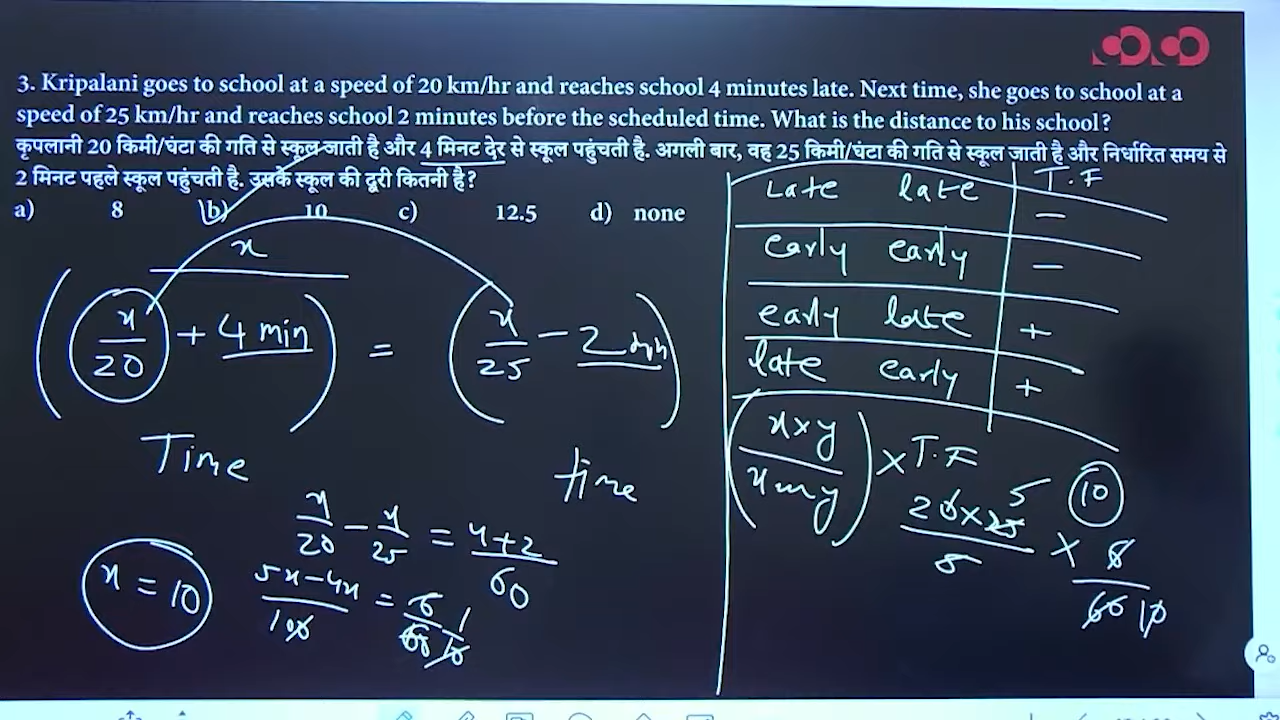 3. Kripalani goes to school at a speed of 20 km/hr and reaches school 4 minutes late. Next time, she goes to school at a
speed of 25 km/hr and reaches school 2 minutes before the scheduled time. What is the distance to his school?
कृपलानी 20 किमी/घंटा की गति से स्कूल जाती है और 4 मिनट देर से स्कूल पहुंचती है. अगली बार, वह 25 किमी/घंटा की गति से स्कूल जाती है और निर्धारित समय से
2 मिनट पहले स्कूल पहुंचती है. उसके स्कूल की दूरी कितनी है?
a) 8 b) 10 c) 12.5 d) none
x
(x/20 + 4 min) = (x/25 - 2 min)
Time time
x/20 - x/25 = 4+2/60
5x-4x/100 = 6/60 1/10
x = 10
T.F
Late late -
early early -
early late +
late early +
(x×y/x~y) × T.F
20×25/5 × 6/60
5 10
10